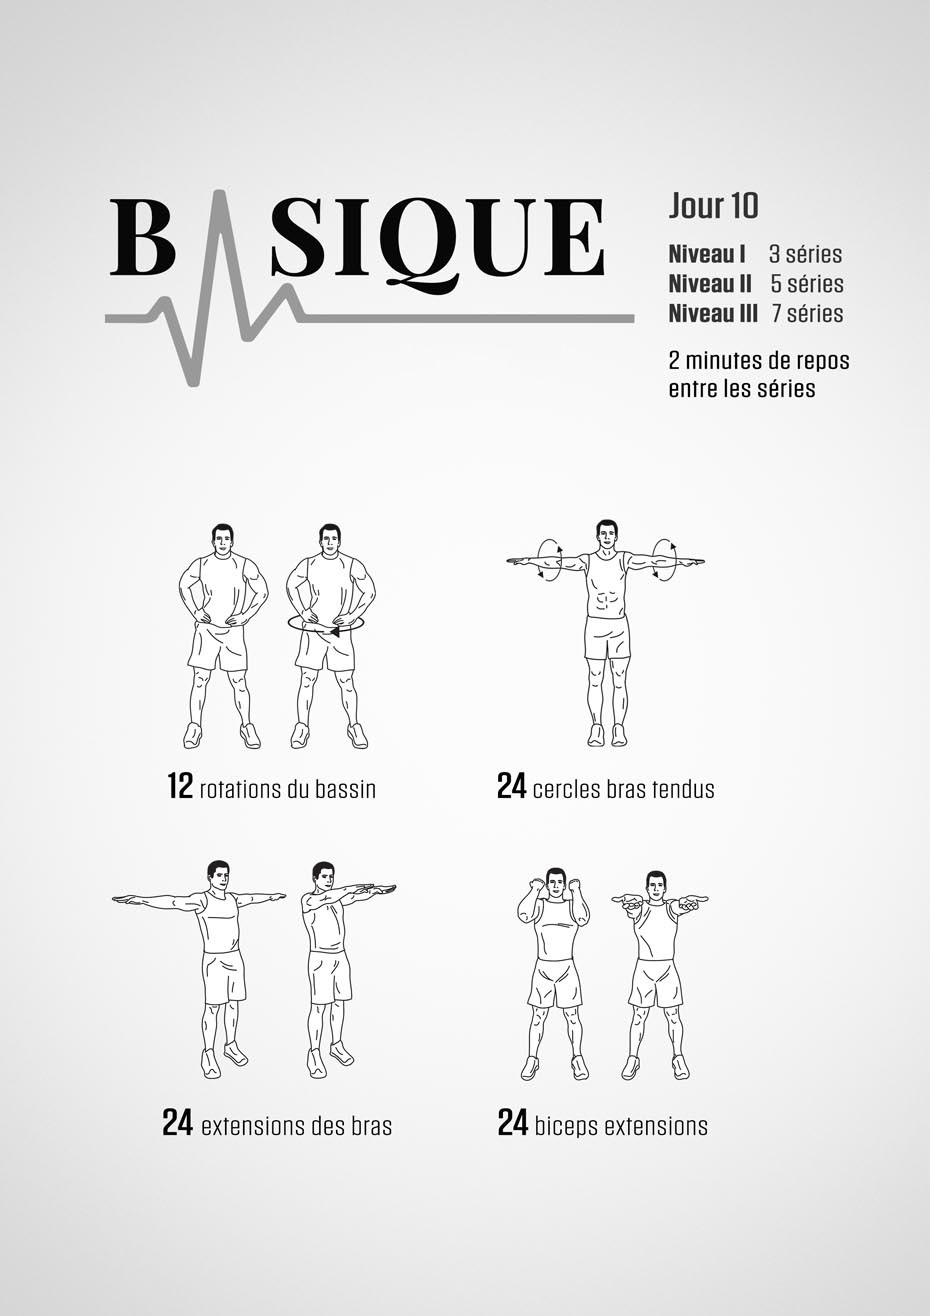 BASIQUE
Jour 10
Niveau I 3 séries
Niveau II 5 séries
Niveau III 7 séries
2 minutes de repos
entre les séries
12 rotations du bassin
24 cercles bras tendus
24 extensions des bras
24 biceps extensions